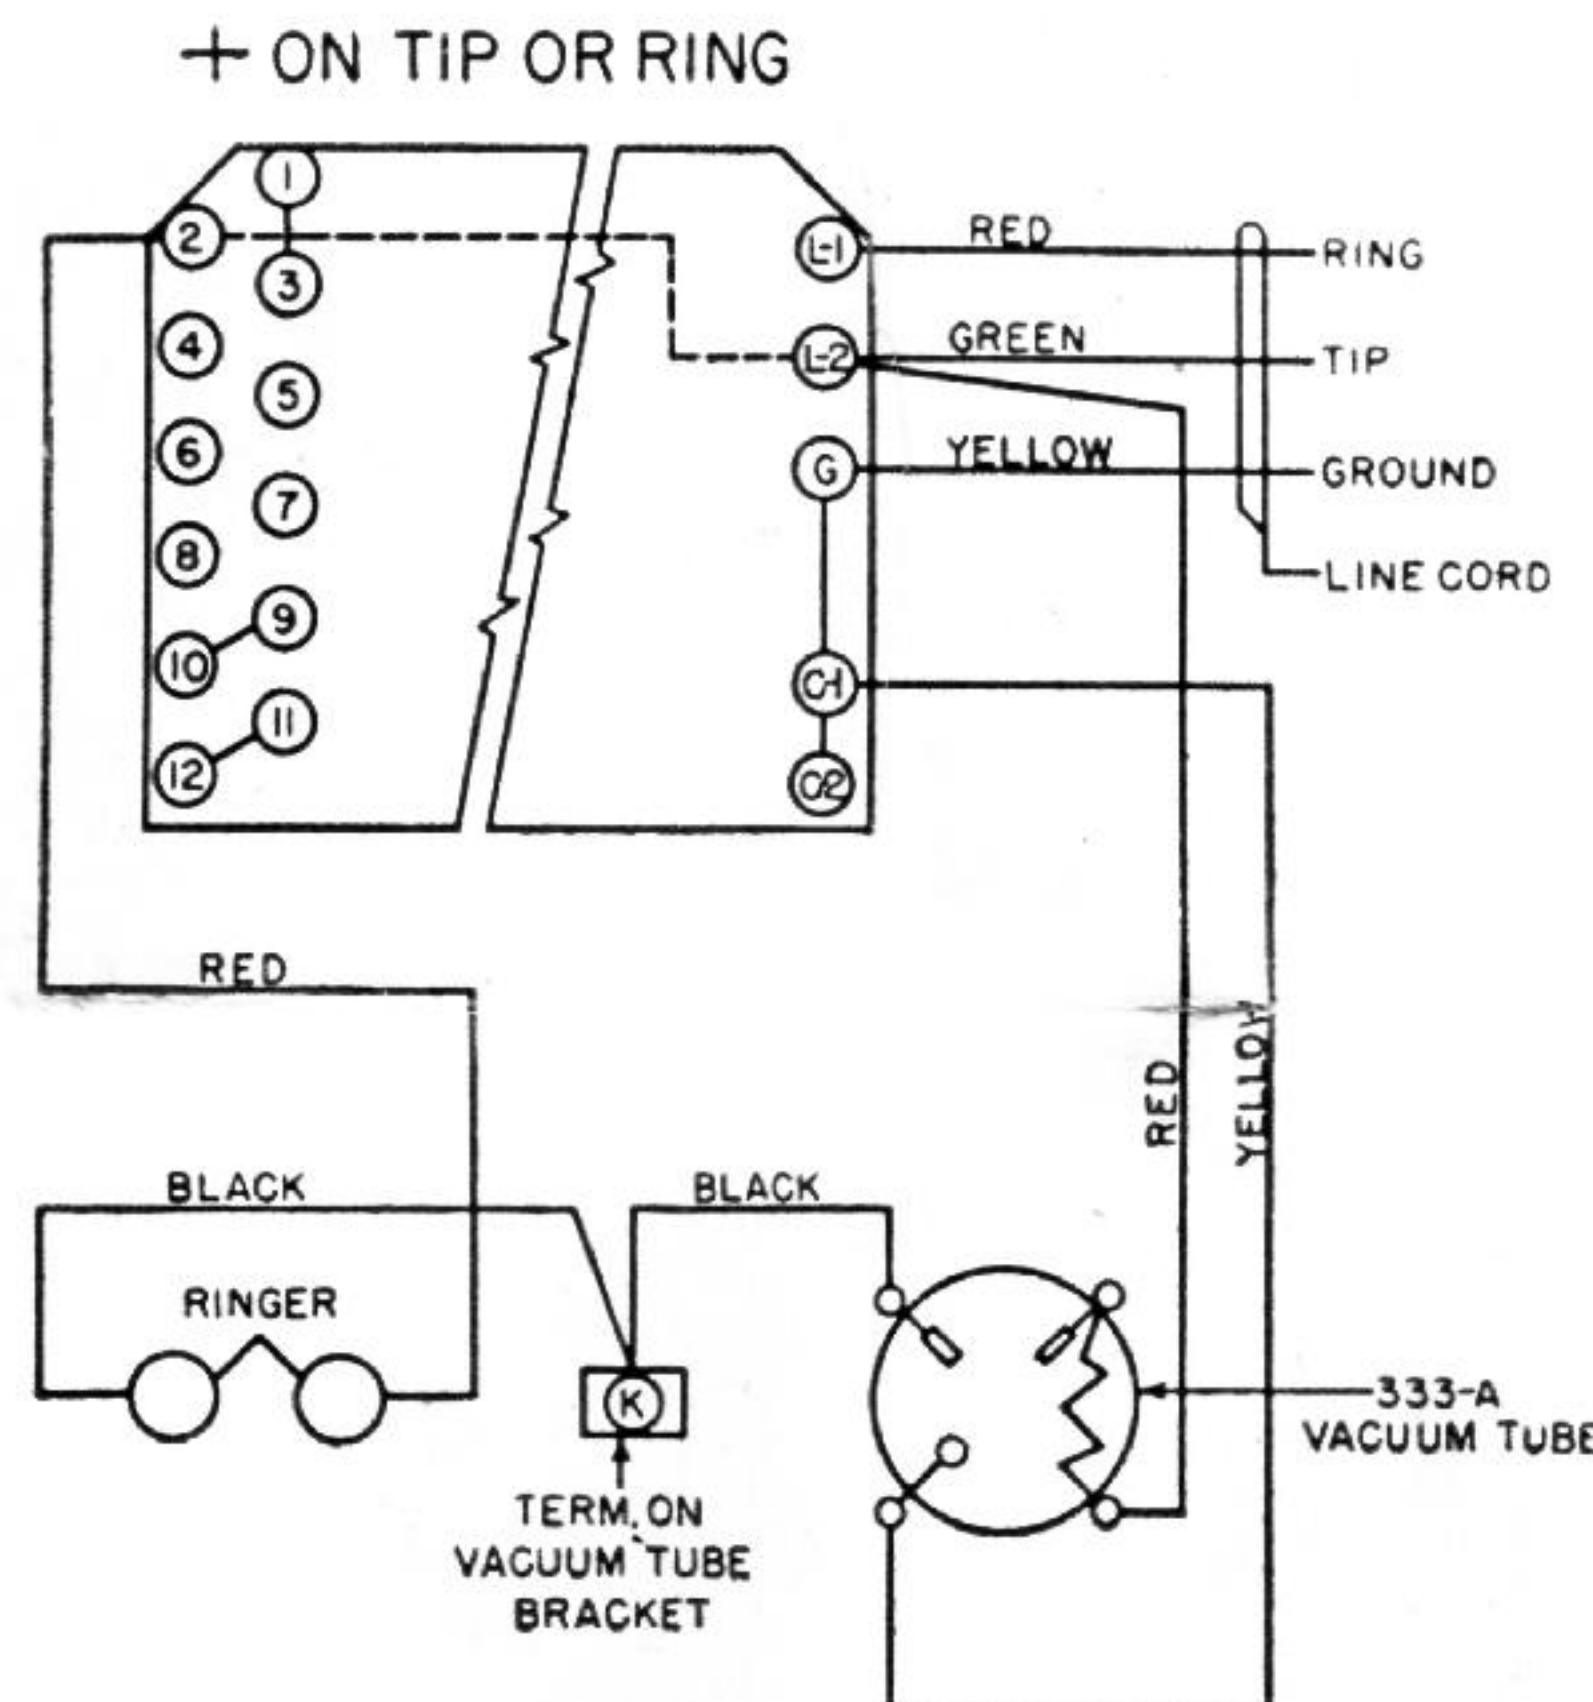 + ON TIP OR RING
1
2
3
4
5
6
7
8
9
10
11
12
L-1
L-2
G
C-1
C-2
RED
RING
GREEN
TIP
YELLOW
GROUND
LINE CORD
RED
RED
YELLOW
BLACK
BLACK
RINGER
K
333-A
VACUUM TUBE
TERM. ON
VACUUM TUBE
BRACKET